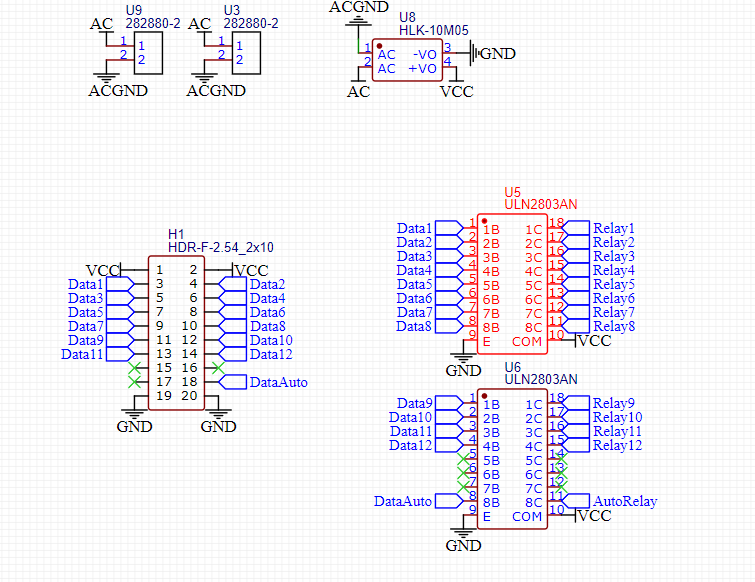 U9
282880-2
AC
1 1
2 2
ACGND
U3
282880-2
AC
1 1
2 2
ACGND
ACGND
U8
HLK-10M05
1 AC -VO 3 GND
2 AC +VO 4
AC VCC
H1
HDR-F-2.54_2x10
VCC 1 2 VCC
Data1 3 4 Data2
Data3 5 6 Data4
Data5 7 8 Data6
Data7 9 10 Data8
Data9 11 12 Data10
Data11 13 14 Data12
15 16
17 18 DataAuto
19 20
GND GND
U5
ULN2803AN
Data1 1 1B 1C 18 Relay1
Data2 2 2B 2C 17 Relay2
Data3 3 3B 3C 16 Relay3
Data4 4 4B 4C 15 Relay4
Data5 5 5B 5C 14 Relay5
Data6 6 6B 6C 13 Relay6
Data7 7 7B 7C 12 Relay7
Data8 8 8B 8C 11 Relay8
9 E COM 10 VCC
GND
U6
ULN2803AN
Data9 1 1B 1C 18 Relay9
Data10 2 2B 2C 17 Relay10
Data11 3 3B 3C 16 Relay11
Data12 4 4B 4C 15 Relay12
5 5B 5C 14
6 6B 6C 13
7 7B 7C 12
DataAuto 8 8B 8C 11 AutoRelay
9 E COM 10 VCC
GND